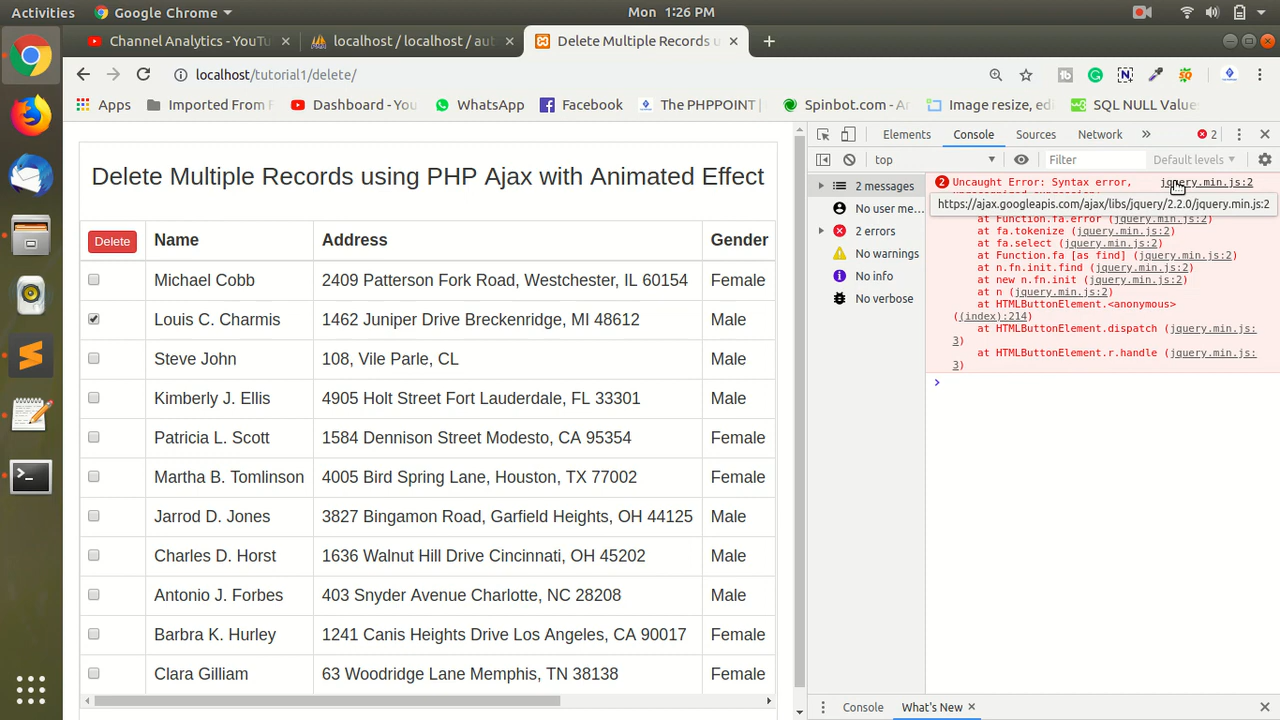 Activities
Google Chrome
Mon 1:26 PM
Channel Analytics - YouTu
localhost / localhost / aut
Delete Multiple Records u
localhost/tutorial1/delete/
Apps
Imported From F
Dashboard - You
WhatsApp
Facebook
The PHPPOINT |
Spinbot.com - Ar
Image resize, edi
SQL NULL Value
Delete Multiple Records using PHP Ajax with Animated Effect
Delete Name Address Gender
Michael Cobb 2409 Patterson Fork Road, Westchester, IL 60154 Female
Louis C. Charmis 1462 Juniper Drive Breckenridge, MI 48612 Male
Steve John 108, Vile Parle, CL Male
Kimberly J. Ellis 4905 Holt Street Fort Lauderdale, FL 33301 Male
Patricia L. Scott 1584 Dennison Street Modesto, CA 95354 Female
Martha B. Tomlinson 4005 Bird Spring Lane, Houston, TX 77002 Female
Jarrod D. Jones 3827 Bingamon Road, Garfield Heights, OH 44125 Male
Charles D. Horst 1636 Walnut Hill Drive Cincinnati, OH 45202 Male
Antonio J. Forbes 403 Snyder Avenue Charlotte, NC 28208 Male
Barbra K. Hurley 1241 Canis Heights Drive Los Angeles, CA 90017 Female
Clara Gilliam 63 Woodridge Lane Memphis, TN 38138 Female
Elements Console Sources Network » 2
top Filter Default levels
2 messages
No user me...
2 errors
No warnings
No info
No verbose
2 Uncaught Error: Syntax error, jquery.min.js:2
https://ajax.googleapis.com/ajax/libs/jquery/2.2.0/jquery.min.js:2
at Function.fa.error (jquery.min.js:2)
at fa.tokenize (jquery.min.js:2)
at fa.select (jquery.min.js:2)
at Function.fa [as find] (jquery.min.js:2)
at n.fn.init.find (jquery.min.js:2)
at new n.fn.init (jquery.min.js:2)
at n (jquery.min.js:2)
at HTMLButtonElement.<anonymous>
((index):214)
at HTMLButtonElement.dispatch (jquery.min.js:
3)
at HTMLButtonElement.r.handle (jquery.min.js:
3)
Console What's New